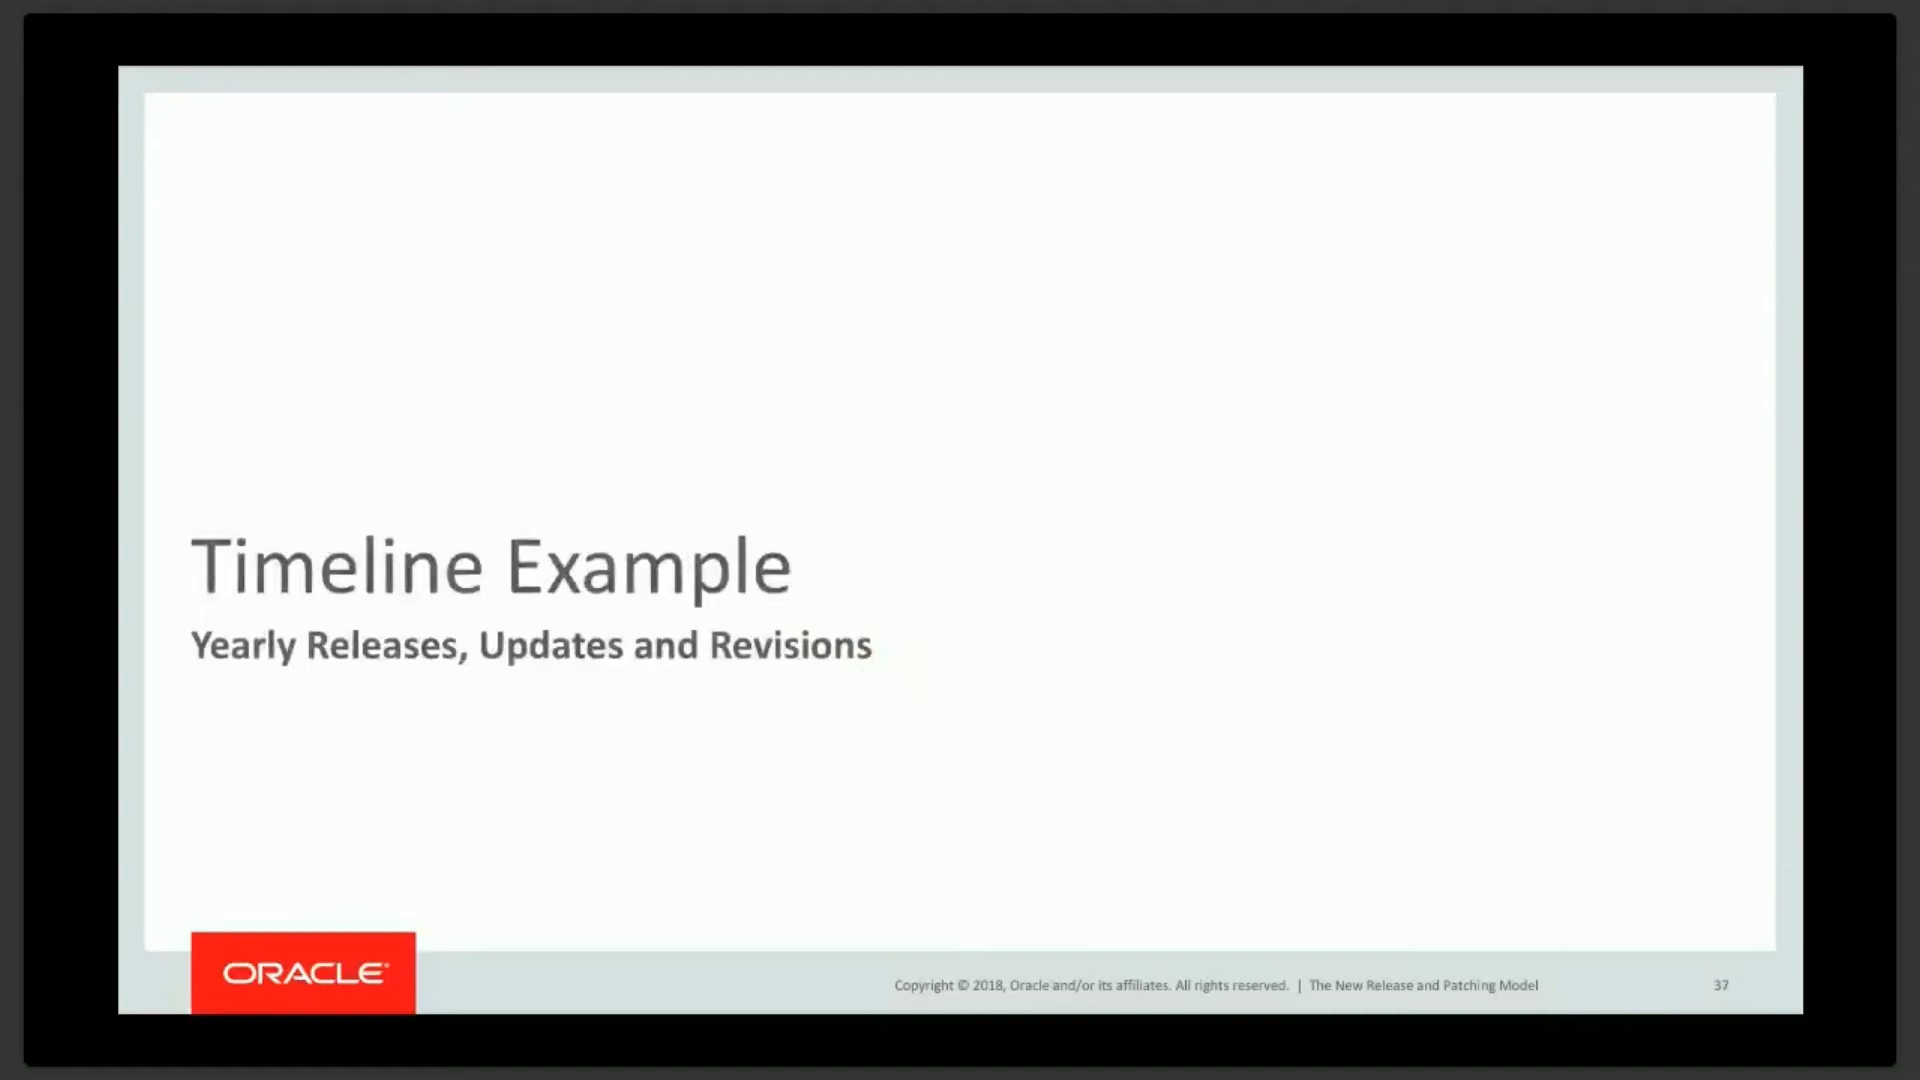 Timeline Example
Yearly Releases, Updates and Revisions
ORACLE®
Copyright © 2018, Oracle and/or its affiliates. All rights reserved. | The New Release and Patching Model 37